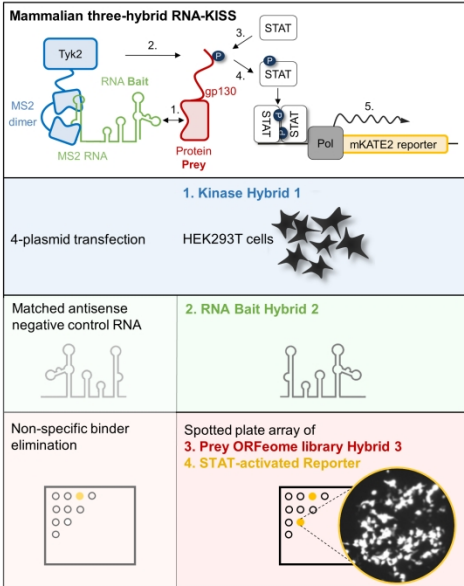 Mammalian three-hybrid RNA-KISS
Tyk2
2.
3.
STAT
P
RNA Bait
4.
P
STAT
gp130
MS2
dimer
1.
5.
STAT
P
P
STAT
MS2 RNA
Protein
Prey
Pol
mKATE2 reporter
1. Kinase Hybrid 1
4-plasmid transfection
HEK293T cells
Matched antisense
negative control RNA
2. RNA Bait Hybrid 2
Non-specific binder
elimination
Spotted plate array of
3. Prey ORFeome library Hybrid 3
4. STAT-activated Reporter